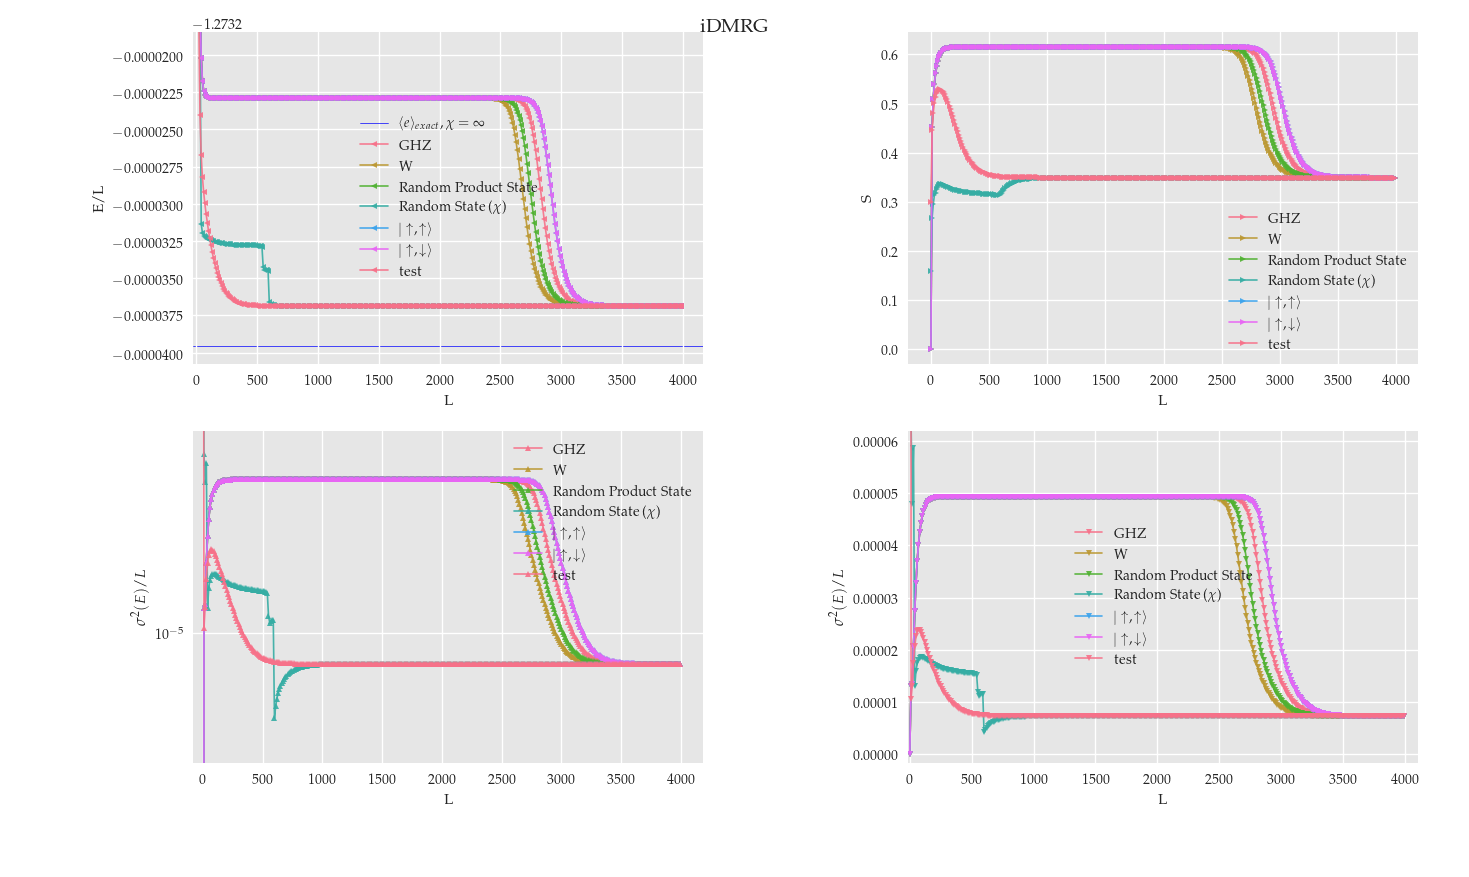 iDMRG
−1.2732
−0.0000200
−0.0000225
−0.0000250
−0.0000275
−0.0000300
−0.0000325
−0.0000350
−0.0000375
−0.0000400
E/L
0 500 1000 1500 2000 2500 3000 3500 4000
L
⟨e⟩exact, χ = ∞
GHZ
W
Random Product State
Random State (χ)
| ↑,↑⟩
| ↑,↓⟩
test
0.6
0.5
0.4
0.3
0.2
0.1
0.0
S
0 500 1000 1500 2000 2500 3000 3500 4000
L
GHZ
W
Random Product State
Random State (χ)
| ↑,↑⟩
| ↑,↓⟩
test
10⁻⁵
σ²(E)/L
0 500 1000 1500 2000 2500 3000 3500 4000
L
GHZ
W
Random Product State
Random State (χ)
| ↑,↑⟩
| ↑,↓⟩
test
0.00006
0.00005
0.00004
0.00003
0.00002
0.00001
0.00000
σ²(E)/L
0 500 1000 1500 2000 2500 3000 3500 4000
L
GHZ
W
Random Product State
Random State (χ)
| ↑,↑⟩
| ↑,↓⟩
test